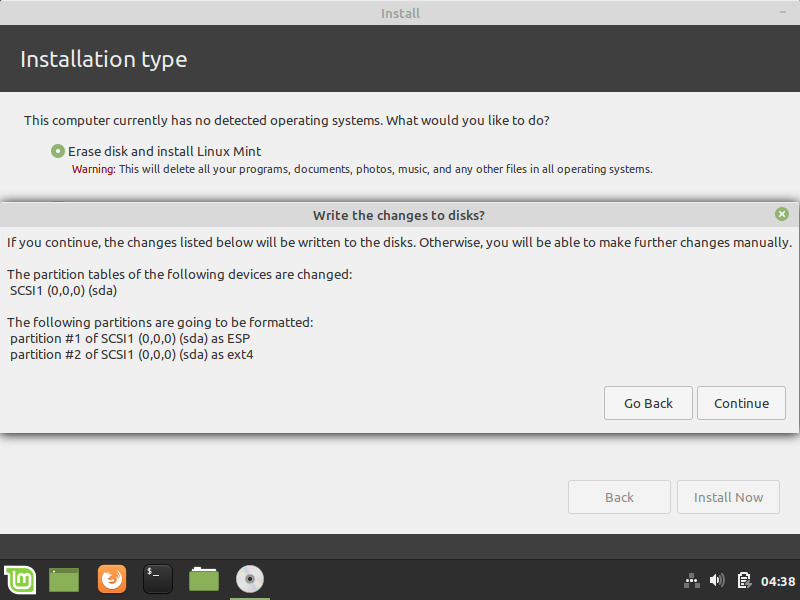 Install
Installation type
This computer currently has no detected operating systems. What would you like to do?
Erase disk and install Linux Mint
Warning: This will delete all your programs, documents, photos, music, and any other files in all operating systems.
Write the changes to disks?
If you continue, the changes listed below will be written to the disks. Otherwise, you will be able to make further changes manually.
The partition tables of the following devices are changed:
SCSI1 (0,0,0) (sda)
The following partitions are going to be formatted:
partition #1 of SCSI1 (0,0,0) (sda) as ESP
partition #2 of SCSI1 (0,0,0) (sda) as ext4
Go Back Continue
Back Install Now
$_ 04:38